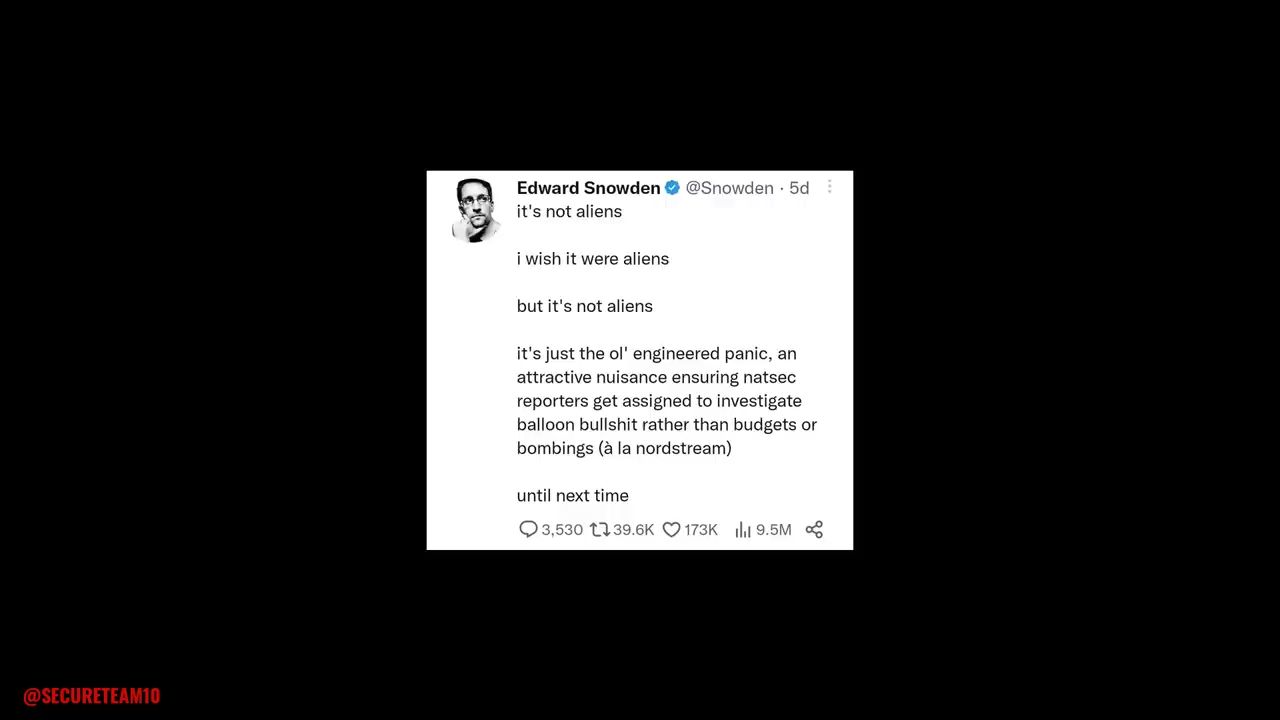 Edward Snowden @Snowden · 5d
it's not aliens
i wish it were aliens
but it's not aliens
it's just the ol' engineered panic, an
attractive nuisance ensuring natsec
reporters get assigned to investigate
balloon bullshit rather than budgets or
bombings (à la nordstream)
until next time
3,530 39.6K 173K 9.5M
@SECURETEAM10